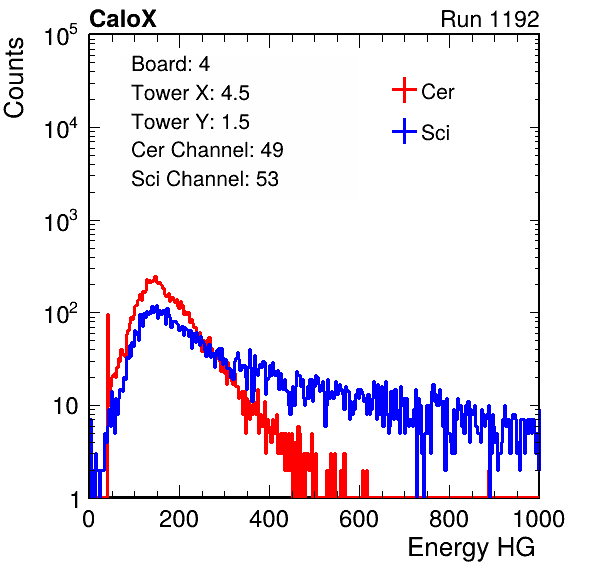 CaloX Run 1192
Counts
10^5
10^4
10^3
10^2
10
1
Board: 4
Tower X: 4.5
Tower Y: 1.5
Cer Channel: 49
Sci Channel: 53
Cer
Sci
0 200 400 600 800 1000
Energy HG